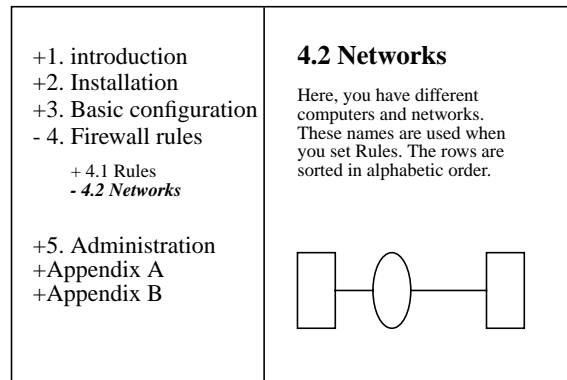 +1. introduction
+2. Installation
+3. Basic configuration
- 4. Firewall rules
+ 4.1 Rules
- 4.2 Networks
+5. Administration
+Appendix A
+Appendix B
4.2 Networks
Here, you have different
computers and networks.
These names are used when
you set Rules. The rows are
sorted in alphabetic order.